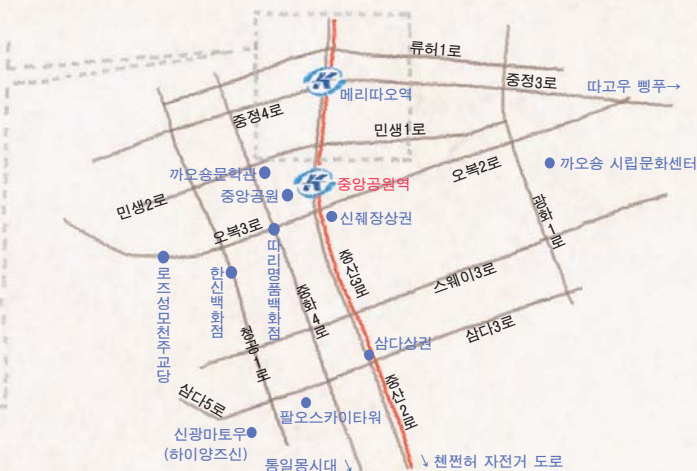 류허1로
중정3로
메리따오역
따고우 삥푸→
중정4로
민생1로
까오숑문학관
중앙공원역
오복2로
까오숑 시립문화센터
중앙공원
민생2로
신줴장상권
광화1로
오복3로
로즈성모천주교당
한신백화점
따리명품백화점
중산3로
스웨이3로
중화4로
삼다상권
삼다3로
청공1로
삼다5로
중산2로
팔오스카이타워
신광마토우
(하이양즈신)
통일몽시대↘
↘ 첸쩐허 자전거 도로